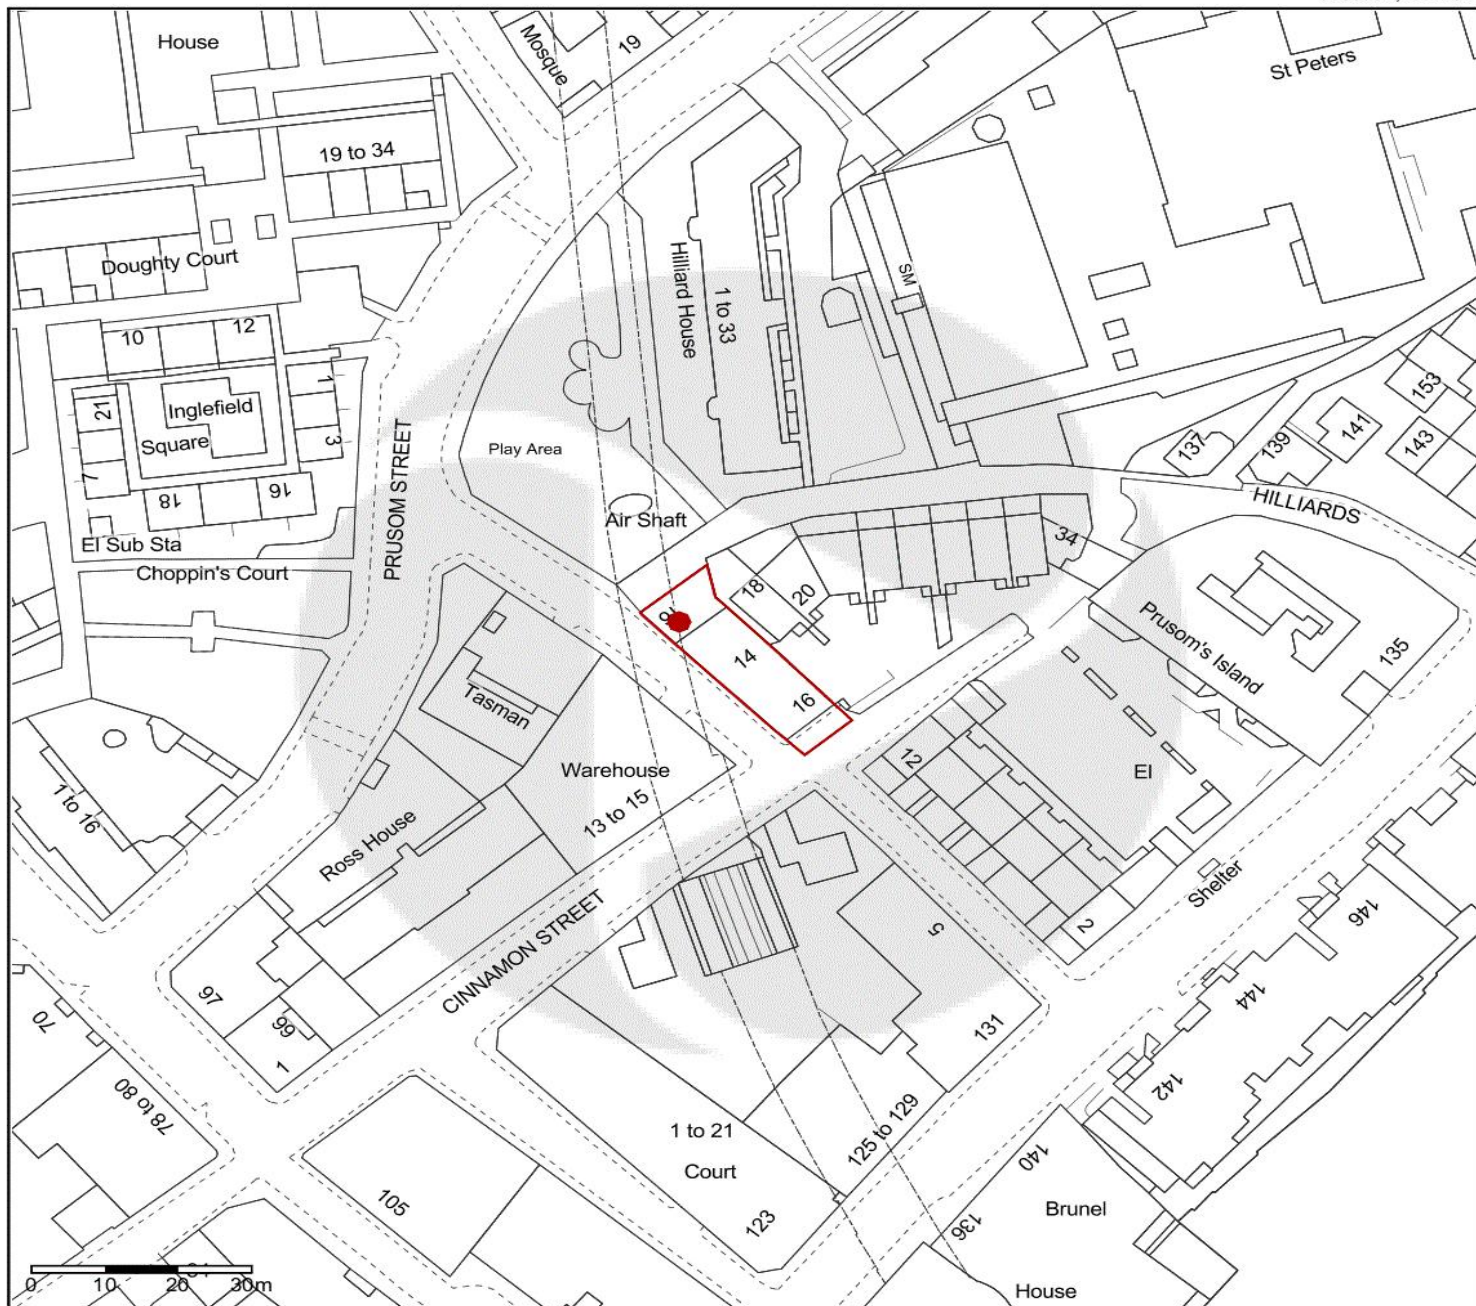 House
Mosque
19
St Peters
19 to 34
Doughty Court
Hilliard House
1 to 33
SM
10
12
1
21
Inglefield
Square
3
7
18
16
PRUSOM STREET
Play Area
153
141
143
137
139
HILLIARDS
Air Shaft
El Sub Sta
Choppin's Court
34
18
20
14
16
Prusom's Island
135
Tasman
Warehouse
13 to 15
12
El
1 to 16
Ross House
Shelter
CINNAMON STREET
5
2
146
144
142
97
99
1
70
78 to 80
131
125 to 129
1 to 21
Court
140
136
Brunel
House
105
123
0 10 20 30m